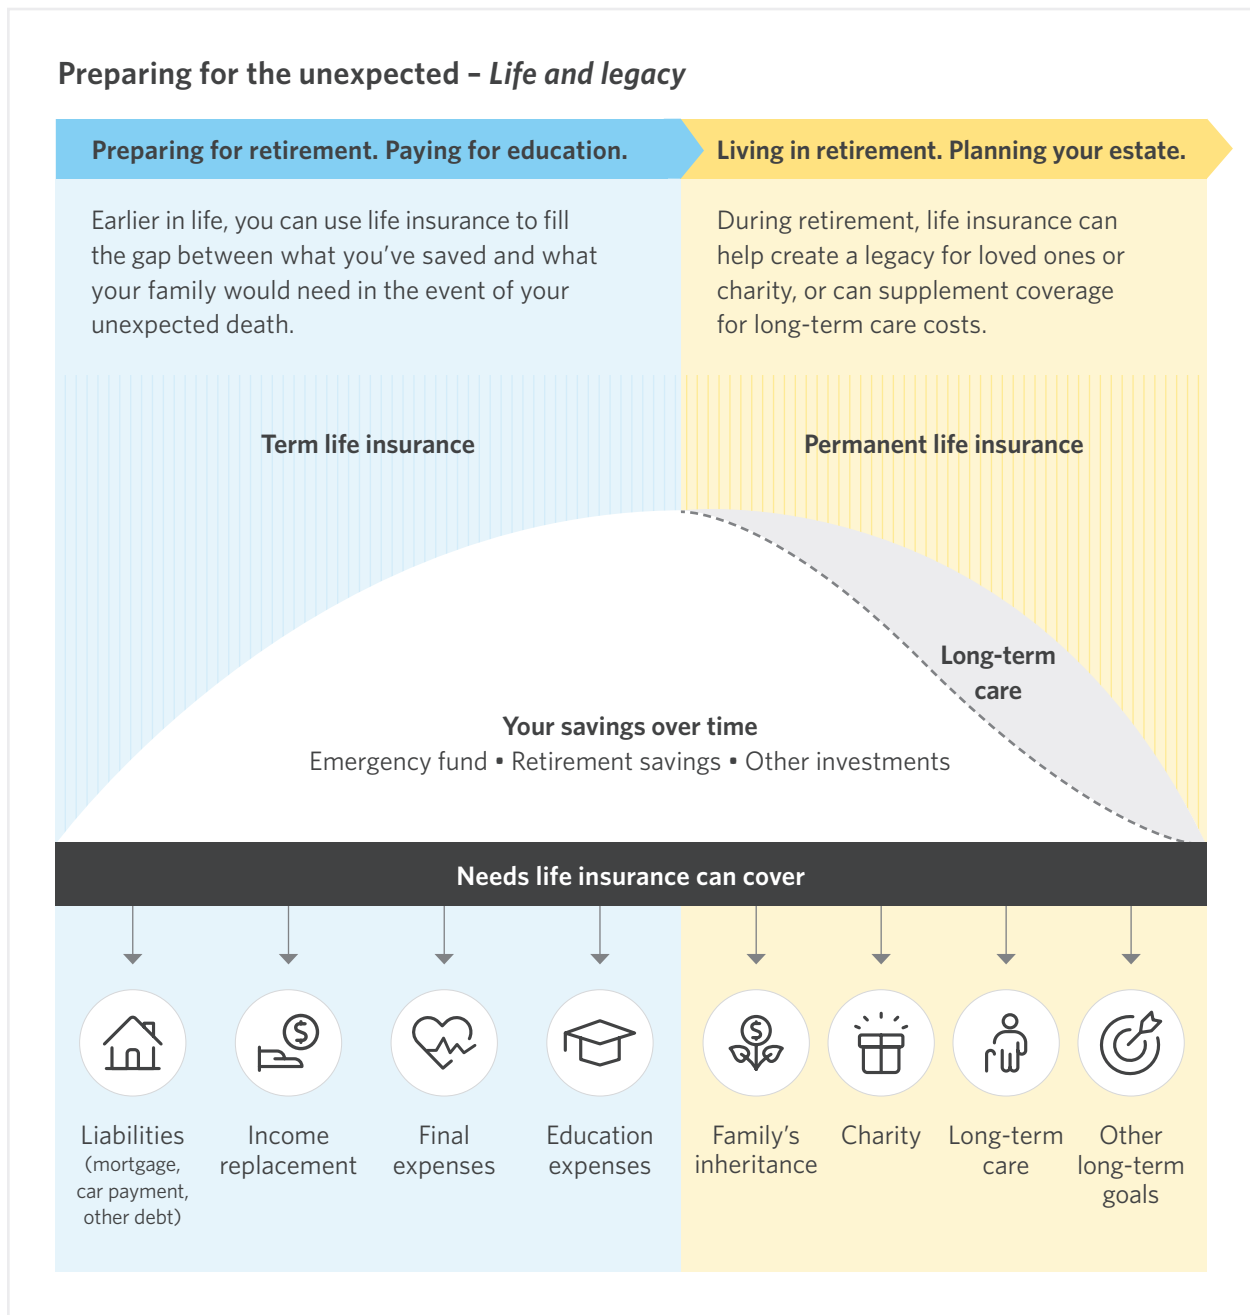 Preparing for the unexpected – Life and legacy
Preparing for retirement. Paying for education.
Earlier in life, you can use life insurance to fill
the gap between what you’ve saved and what
your family would need in the event of your
unexpected death.
Living in retirement. Planning your estate.
During retirement, life insurance can
help create a legacy for loved ones or
charity, or can supplement coverage
for long-term care costs.
Term life insurance
Permanent life insurance
Long-term
care
Your savings over time
Emergency fund ▪ Retirement savings ▪ Other investments
Needs life insurance can cover
$
$
Liabilities
(mortgage,
car payment,
other debt)
Income
replacement
Final
expenses
Education
expenses
Family’s
inheritance
Charity
Long-term
care
Other
long-term
goals